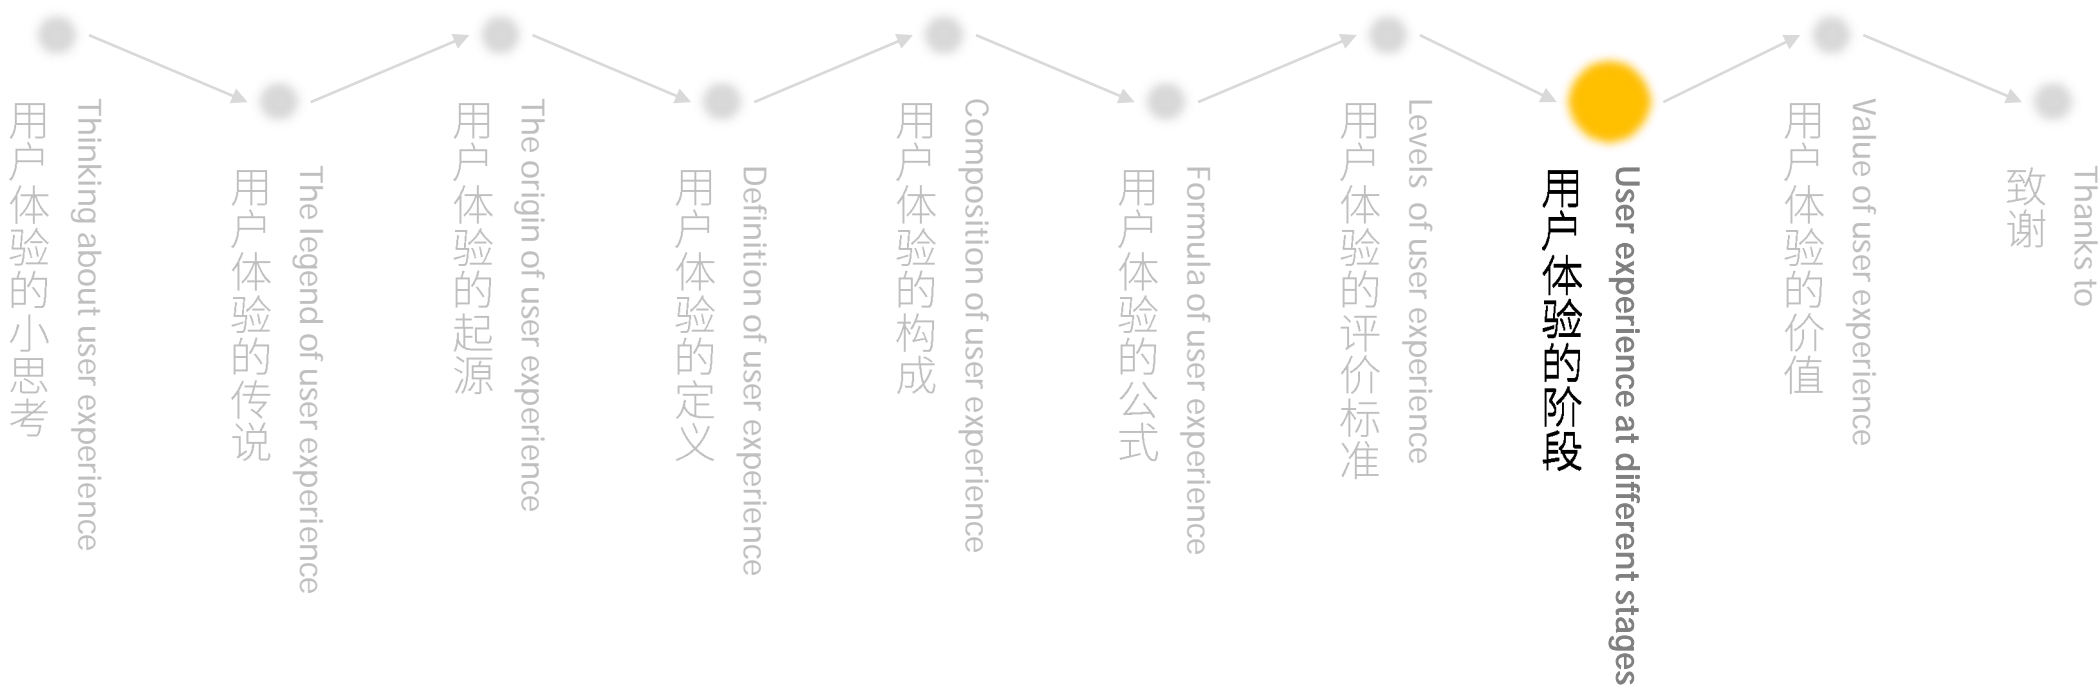 用户体验的小思考
Thinking about user experience
用户体验的传说
The legend of user experience
用户体验的起源
The origin of user experience
用户体验的定义
Definition of user experience
用户体验的构成
Composition of user experience
用户体验的公式
Formula of user experience
用户体验的评价标准
Levels of user experience
用户体验的阶段
User experience at different stages
用户体验的价值
Value of user experience
致谢
Thanks to